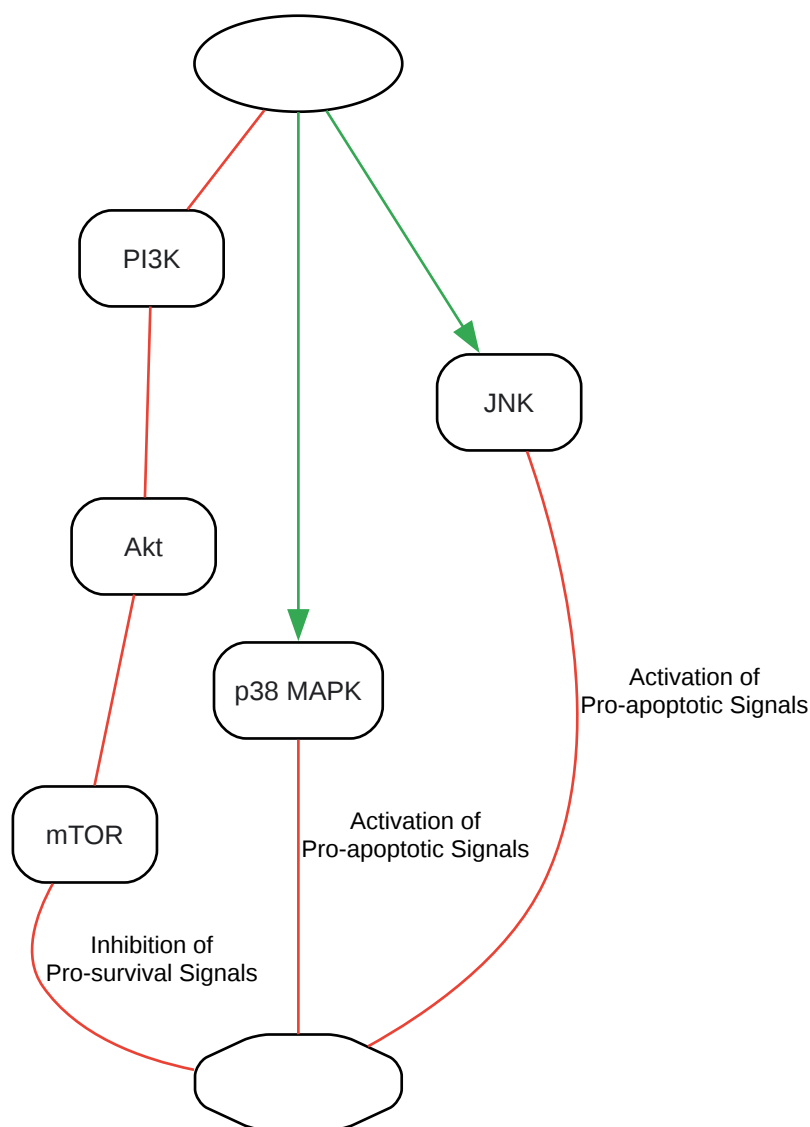 PI3K
JNK
Akt
p38 MAPK
Activation of
Pro-apoptotic Signals
mTOR
Activation of
Pro-apoptotic Signals
Inhibition of
Pro-survival Signals